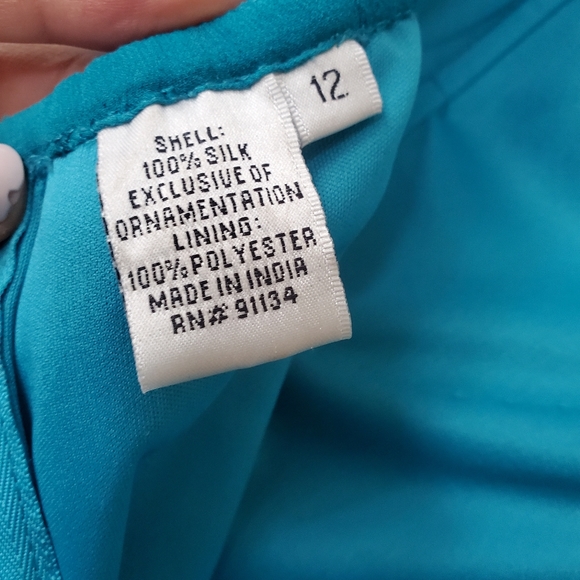 12
SHELL:
100% SILK
EXCLUSIVE OF
ORNAMENTATION
LINING:
100% POLYESTER
MADE IN INDIA
RN# 91134